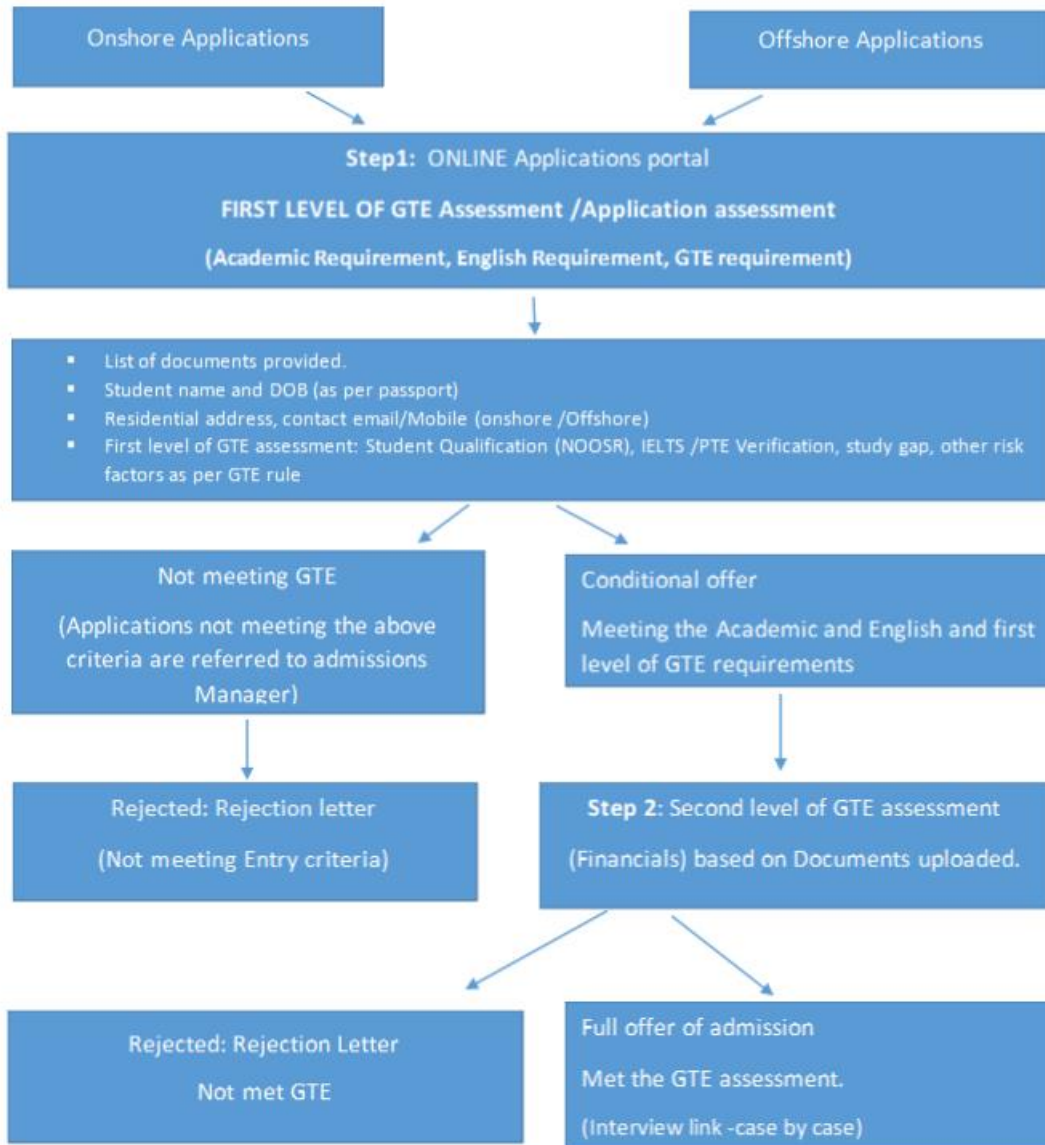 Onshore Applications
Offshore Applications
Step1: ONLINE Applications portal
FIRST LEVEL OF GTE Assessment /Application assessment
(Academic Requirement, English Requirement, GTE requirement)
▪ List of documents provided.
▪ Student name and DOB (as per passport)
▪ Residential address, contact email/Mobile (onshore /Offshore)
▪ First level of GTE assessment: Student Qualification (NOOSR), IELTS /PTE Verification, study gap, other risk
factors as per GTE rule
Not meeting GTE
(Applications not meeting the above
criteria are referred to admissions
Manager)
Conditional offer
Meeting the Academic and English and first
level of GTE requirements
Rejected: Rejection letter
(Not meeting Entry criteria)
Step 2: Second level of GTE assessment
(Financials) based on Documents uploaded.
Rejected: Rejection Letter
Not met GTE
Full offer of admission
Met the GTE assessment.
(Interview link -case by case)